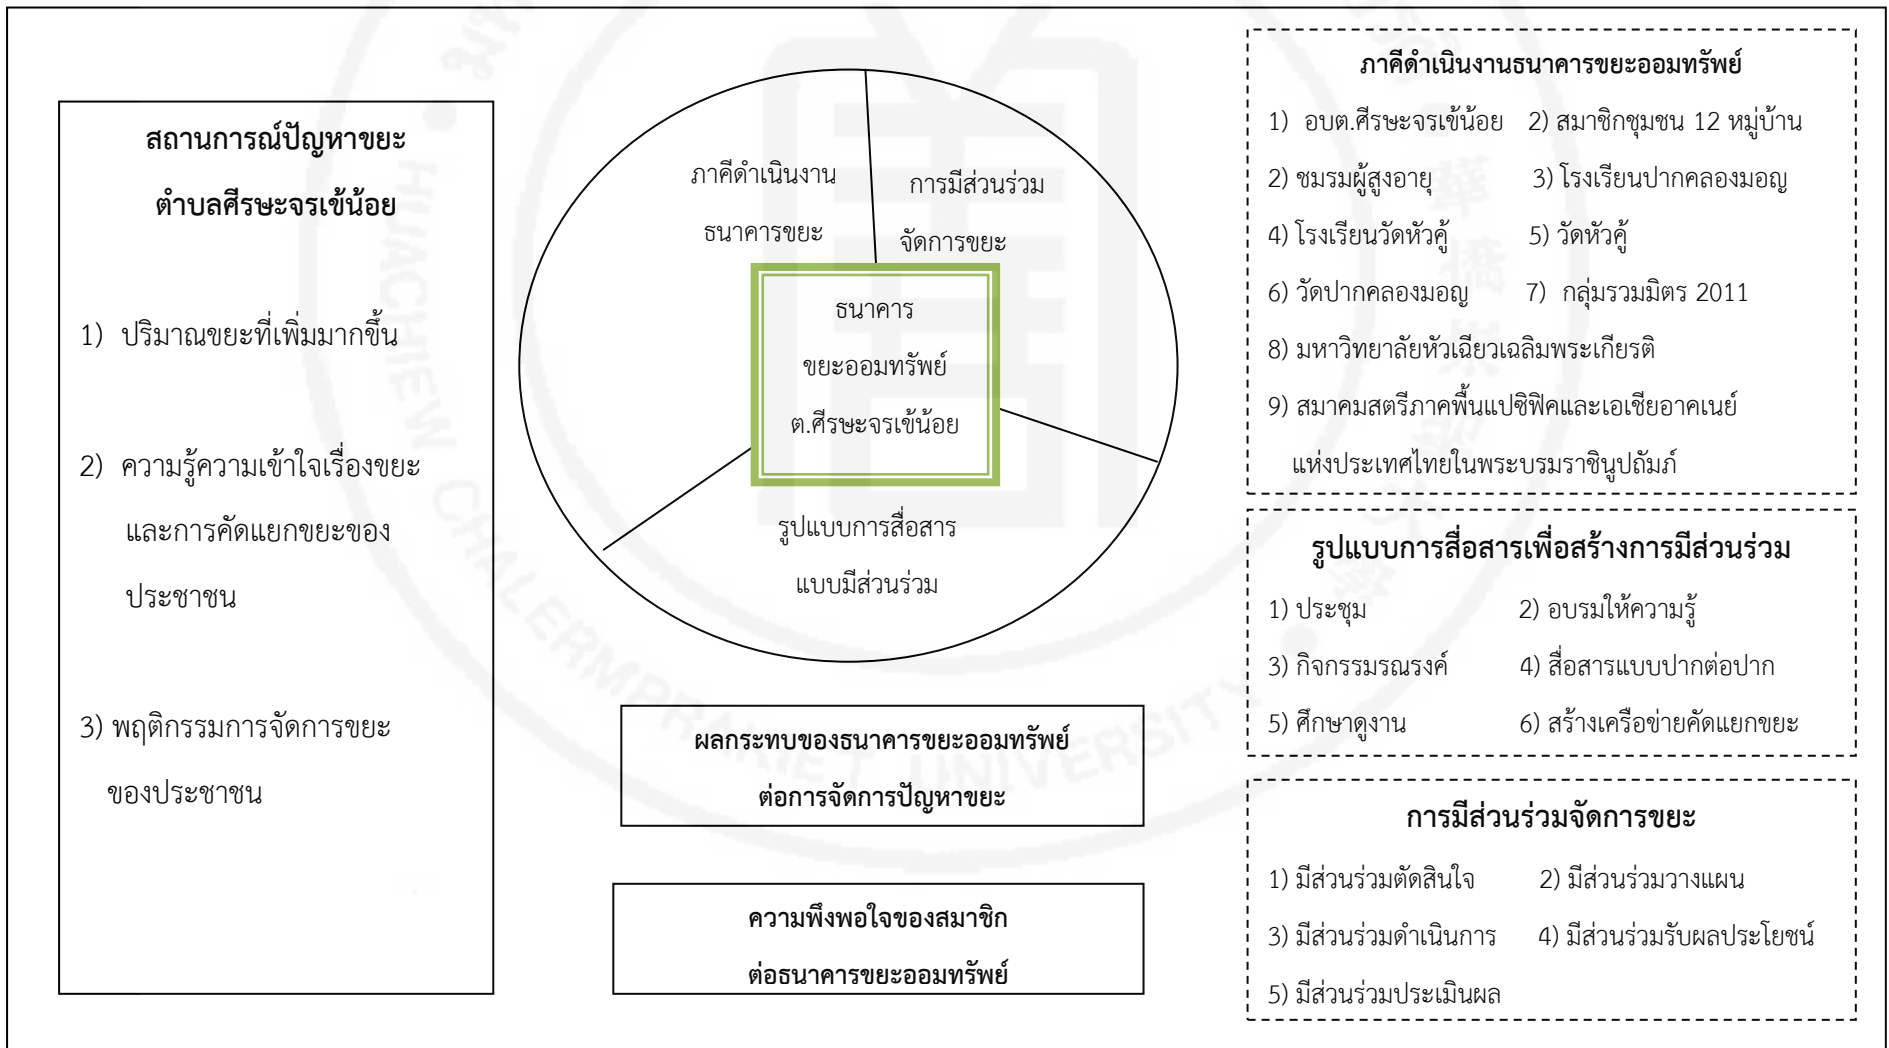 สถานการณ์ปัญหาขยะ
ตำบลศีรษะจรเข้น้อย
1) ปริมาณขยะที่เพิ่มมากขึ้น
2) ความรู้ความเข้าใจเรื่องขยะ
และการคัดแยกขยะของ
ประชาชน
3) พฤติกรรมการจัดการขยะ
ของประชาชน
ภาคีดำเนินงาน
ธนาคารขยะ
การมีส่วนร่วม
จัดการขยะ
ธนาคาร
ขยะออมทรัพย์
ต.ศีรษะจรเข้น้อย
รูปแบบการสื่อสาร
แบบมีส่วนร่วม
ผลกระทบของธนาคารขยะออมทรัพย์
ต่อการจัดการปัญหาขยะ
ความพึงพอใจของสมาชิก
ต่อธนาคารขยะออมทรัพย์
ภาคีดำเนินงานธนาคารขยะออมทรัพย์
1) อบต.ศีรษะจรเข้น้อย 2) สมาชิกชุมชน 12 หมู่บ้าน
2) ชมรมผู้สูงอายุ 3) โรงเรียนปากคลองมอญ
4) โรงเรียนวัดหัวคู้ 5) วัดหัวคู้
6) วัดปากคลองมอญ 7) กลุ่มรวมมิตร 2011
8) มหาวิทยาลัยหัวเฉียวเฉลิมพระเกียรติ
9) สมาคมสตรีภาคพื้นแปซิฟิคและเอเชียอาคเนย์
แห่งประเทศไทยในพระบรมราชินูปถัมภ์
รูปแบบการสื่อสารเพื่อสร้างการมีส่วนร่วม
1) ประชุม 2) อบรมให้ความรู้
3) กิจกรรมรณรงค์ 4) สื่อสารแบบปากต่อปาก
5) ศึกษาดูงาน 6) สร้างเครือข่ายคัดแยกขยะ
การมีส่วนร่วมจัดการขยะ
1) มีส่วนร่วมตัดสินใจ 2) มีส่วนร่วมวางแผน
3) มีส่วนร่วมดำเนินการ 4) มีส่วนร่วมรับผลประโยชน์
5) มีส่วนร่วมประเมินผล
HUACHIEW CHALERMPRAKIET UNIVERSITY